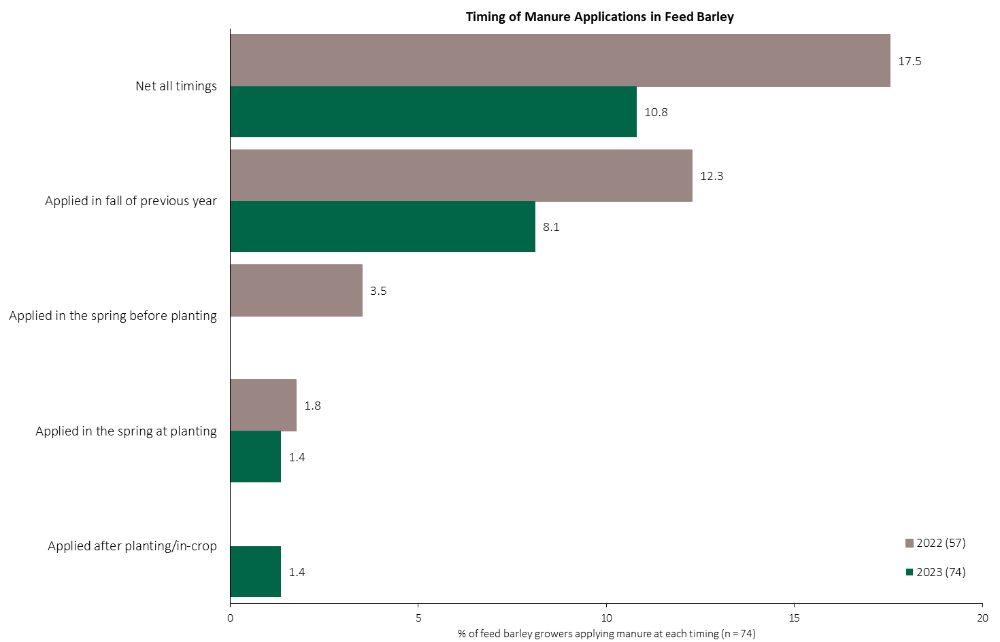 Timing of Manure Applications in Feed Barley
Net all timings
17.5
10.8
Applied in fall of previous year
12.3
8.1
Applied in the spring before planting
3.5
Applied in the spring at planting
1.8
1.4
Applied after planting/in-crop
1.4
2022 (57)
2023 (74)
0 5 10 15 20
% of feed barley growers applying manure at each timing (n = 74)